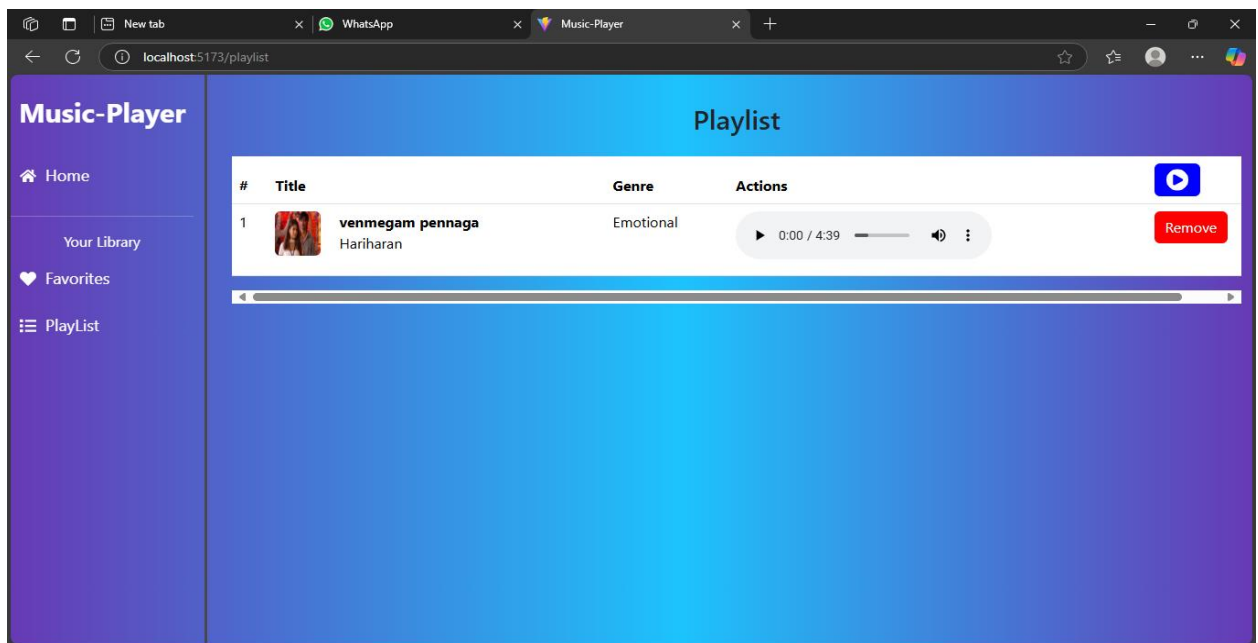 New tab
WhatsApp
Music-Player
localhost:5173/playlist
Music-Player
Home
Your Library
Favorites
PlayList
Playlist
# Title Genre Actions
1 venmegam pennaga Emotional 0:00 / 4:39 Remove
Hariharan